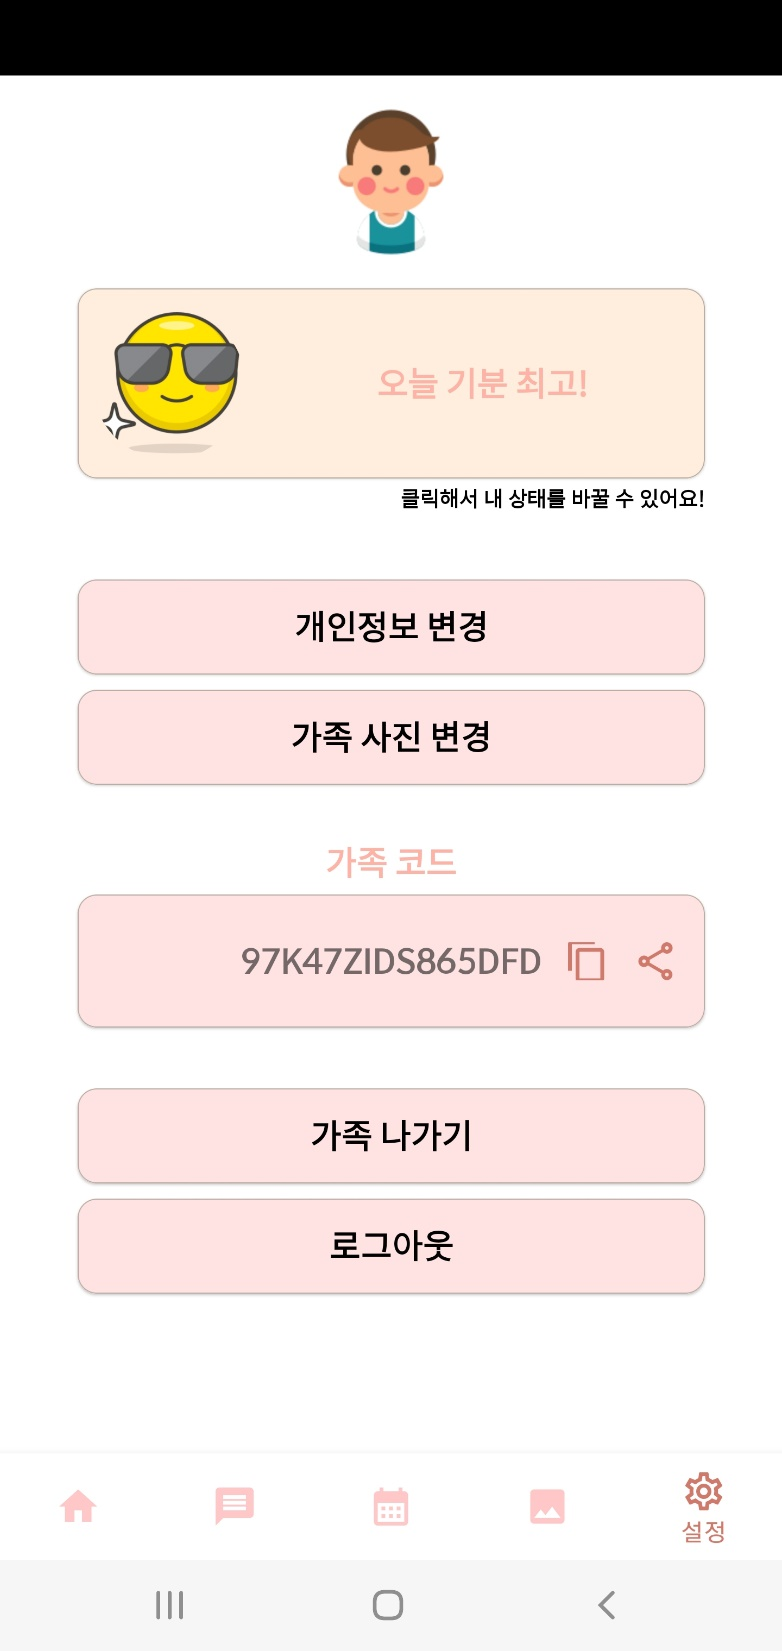 오늘 기분 최고!
클릭해서 내 상태를 바꿀 수 있어요!
개인정보 변경
가족 사진 변경
가족 코드
97K47ZIDS865DFD
가족 나가기
로그아웃
설정